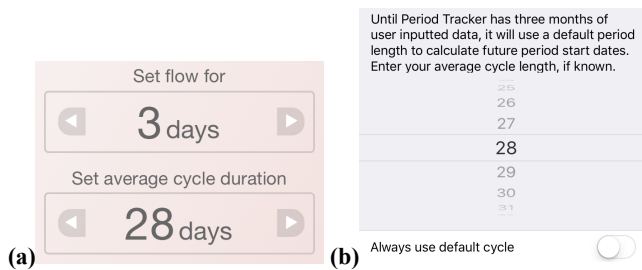 Set flow for
3 days
Set average cycle duration
28 days
(a)
Until Period Tracker has three months of
user inputted data, it will use a default period
length to calculate future period start dates.
Enter your average cycle length, if known.
25
26
27
28
29
30
31
Always use default cycle
(b)